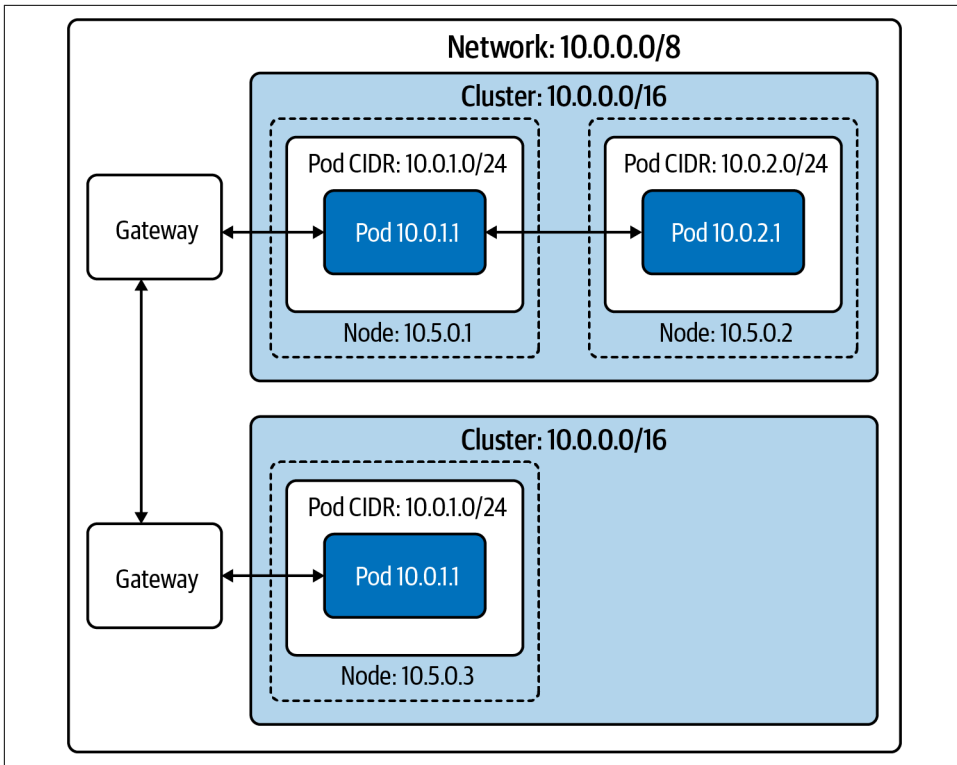 Network: 10.0.0.0/8
Cluster: 10.0.0.0/16
Pod CIDR: 10.0.1.0/24
Pod CIDR: 10.0.2.0/24
Gateway
Pod 10.0.1.1
Pod 10.0.2.1
Node: 10.5.0.1
Node: 10.5.0.2
Cluster: 10.0.0.0/16
Pod CIDR: 10.0.1.0/24
Gateway
Pod 10.0.1.1
Node: 10.5.0.3